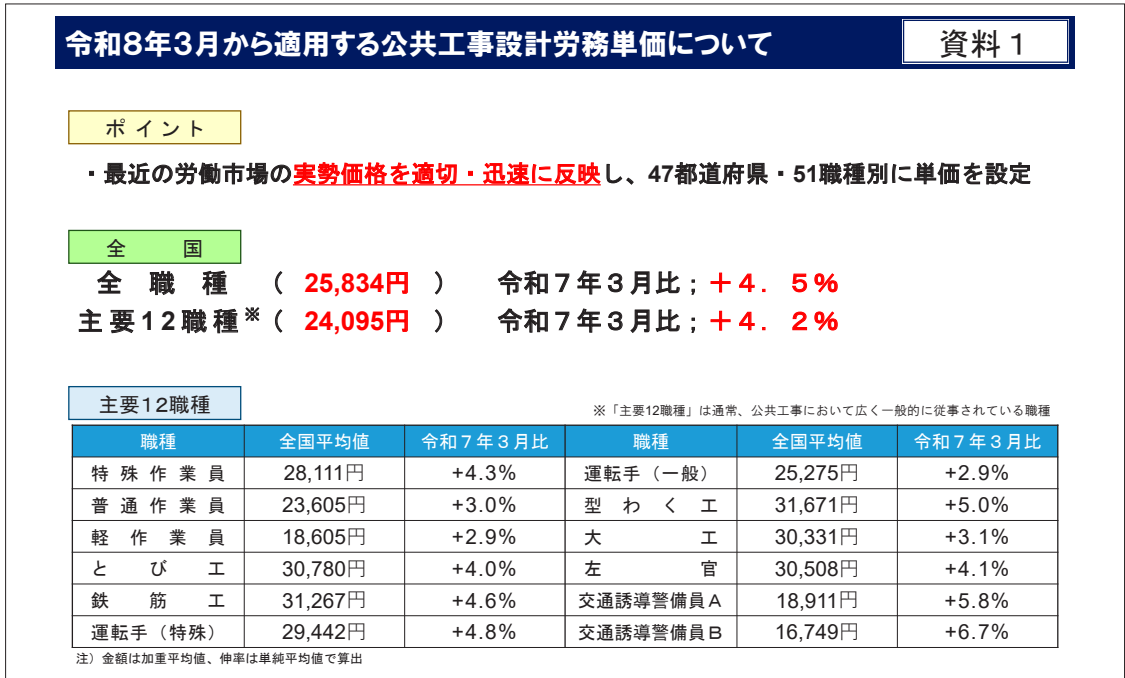 令和8年3月から適用する公共工事設計労務単価について
資料1
ポイント
・最近の労働市場の実勢価格を適切・迅速に反映し、47都道府県・51職種別に単価を設定
全　国
全職種（25,834円）令和7年3月比；+4.5%
主要12職種※（24,095円）令和7年3月比；+4.2%
主要12職種
※「主要12職種」は通常、公共工事において広く一般的に従事されている職種
職種 全国平均値 令和7年3月比 職種 全国平均値 令和7年3月比
特殊作業員 28,111円 +4.3% 運転手（一般） 25,275円 +2.9%
普通作業員 23,605円 +3.0% 型わく工 31,671円 +5.0%
軽作業員 18,605円 +2.9% 大工 30,331円 +3.1%
とび工 30,780円 +4.0% 左官 30,508円 +4.1%
鉄筋工 31,267円 +4.6% 交通誘導警備員A 18,911円 +5.8%
運転手（特殊） 29,442円 +4.8% 交通誘導警備員B 16,749円 +6.7%
注）金額は加重平均値、伸率は単純平均値で算出